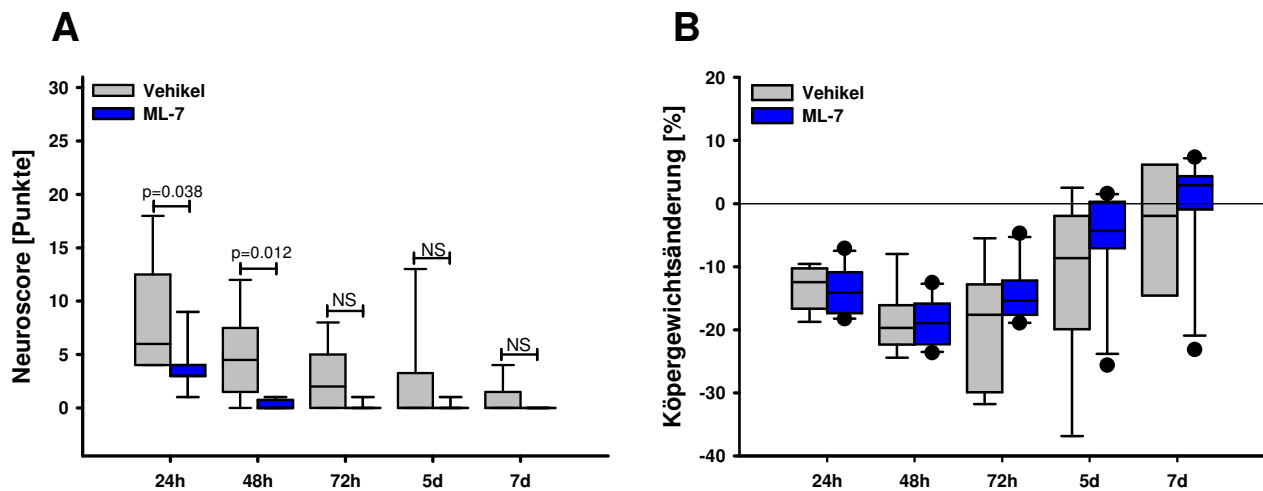 A
Neuroscore [Punkte]
30
25
20
15
10
5
0
Vehikel
ML-7
p=0.038
p=0.012
NS
NS
NS
24h
48h
72h
5d
7d
B
Köpergewichtsänderung [%]
20
10
0
-10
-20
-30
-40
Vehikel
ML-7
24h
48h
72h
5d
7d